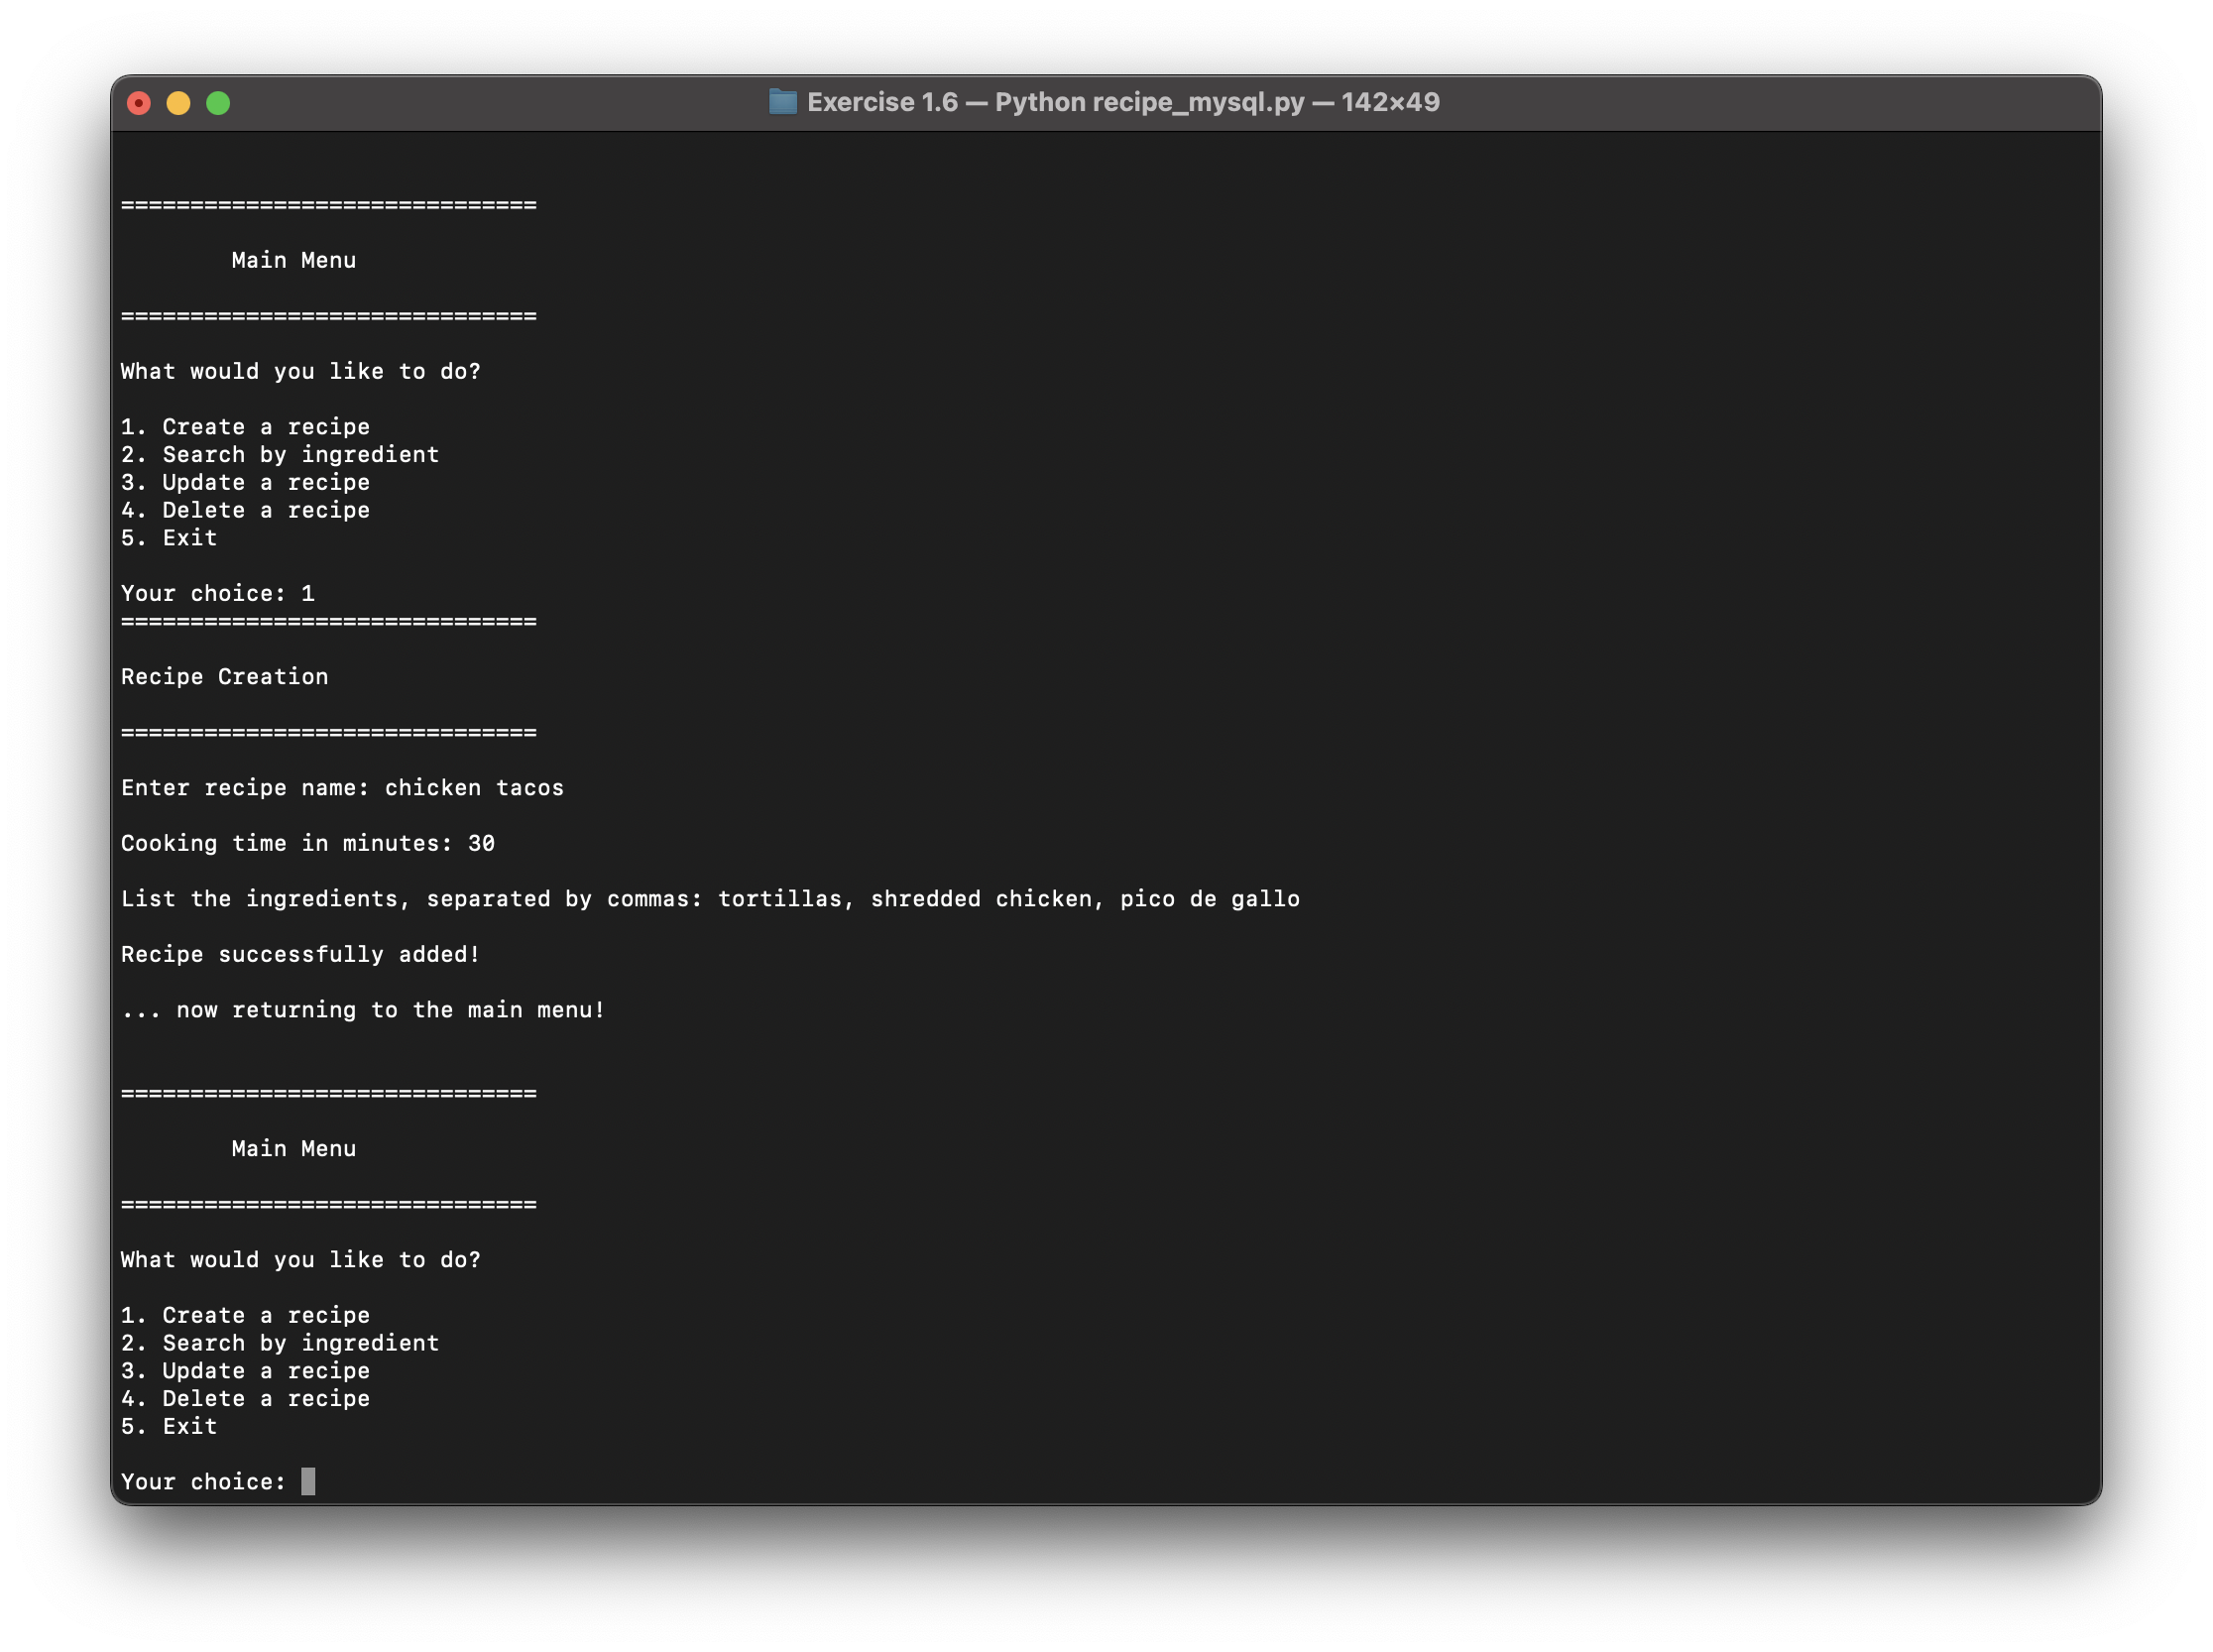 Exercise 1.6 — Python recipe_mysql.py — 142×49
==============================
Main Menu
==============================
What would you like to do?
1. Create a recipe
2. Search by ingredient
3. Update a recipe
4. Delete a recipe
5. Exit
Your choice: 1
==============================
Recipe Creation
==============================
Enter recipe name: chicken tacos
Cooking time in minutes: 30
List the ingredients, separated by commas: tortillas, shredded chicken, pico de gallo
Recipe successfully added!
... now returning to the main menu!
==============================
Main Menu
==============================
What would you like to do?
1. Create a recipe
2. Search by ingredient
3. Update a recipe
4. Delete a recipe
5. Exit
Your choice: